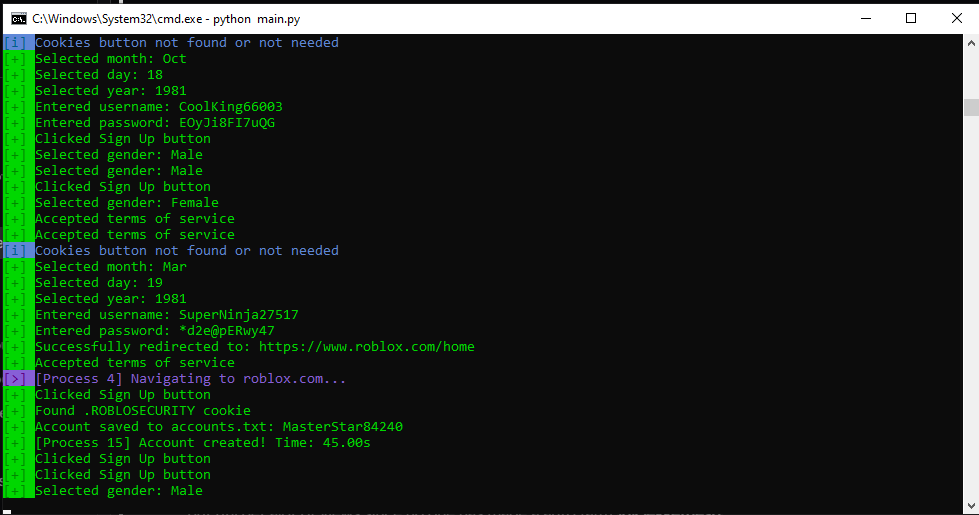 C:\Windows\System32\cmd.exe - python main.py
[i] Cookies button not found or not needed
[+] Selected month: Oct
[+] Selected day: 18
[+] Selected year: 1981
[+] Entered username: CoolKing66003
[+] Entered password: EOyJi8FI7uQG
[+] Clicked Sign Up button
[+] Selected gender: Male
[+] Selected gender: Male
[+] Clicked Sign Up button
[+] Selected gender: Female
[+] Accepted terms of service
[+] Accepted terms of service
[i] Cookies button not found or not needed
[+] Selected month: Mar
[+] Selected day: 19
[+] Selected year: 1981
[+] Entered username: SuperNinja27517
[+] Entered password: *d2e@pERwy47
[+] Successfully redirected to: https://www.roblox.com/home
[+] Accepted terms of service
[>] [Process 4] Navigating to roblox.com...
[+] Clicked Sign Up button
[+] Found .ROBLOSECURITY cookie
[+] Account saved to accounts.txt: MasterStar84240
[+] [Process 15] Account created! Time: 45.00s
[+] Clicked Sign Up button
[+] Clicked Sign Up button
[+] Selected gender: Male